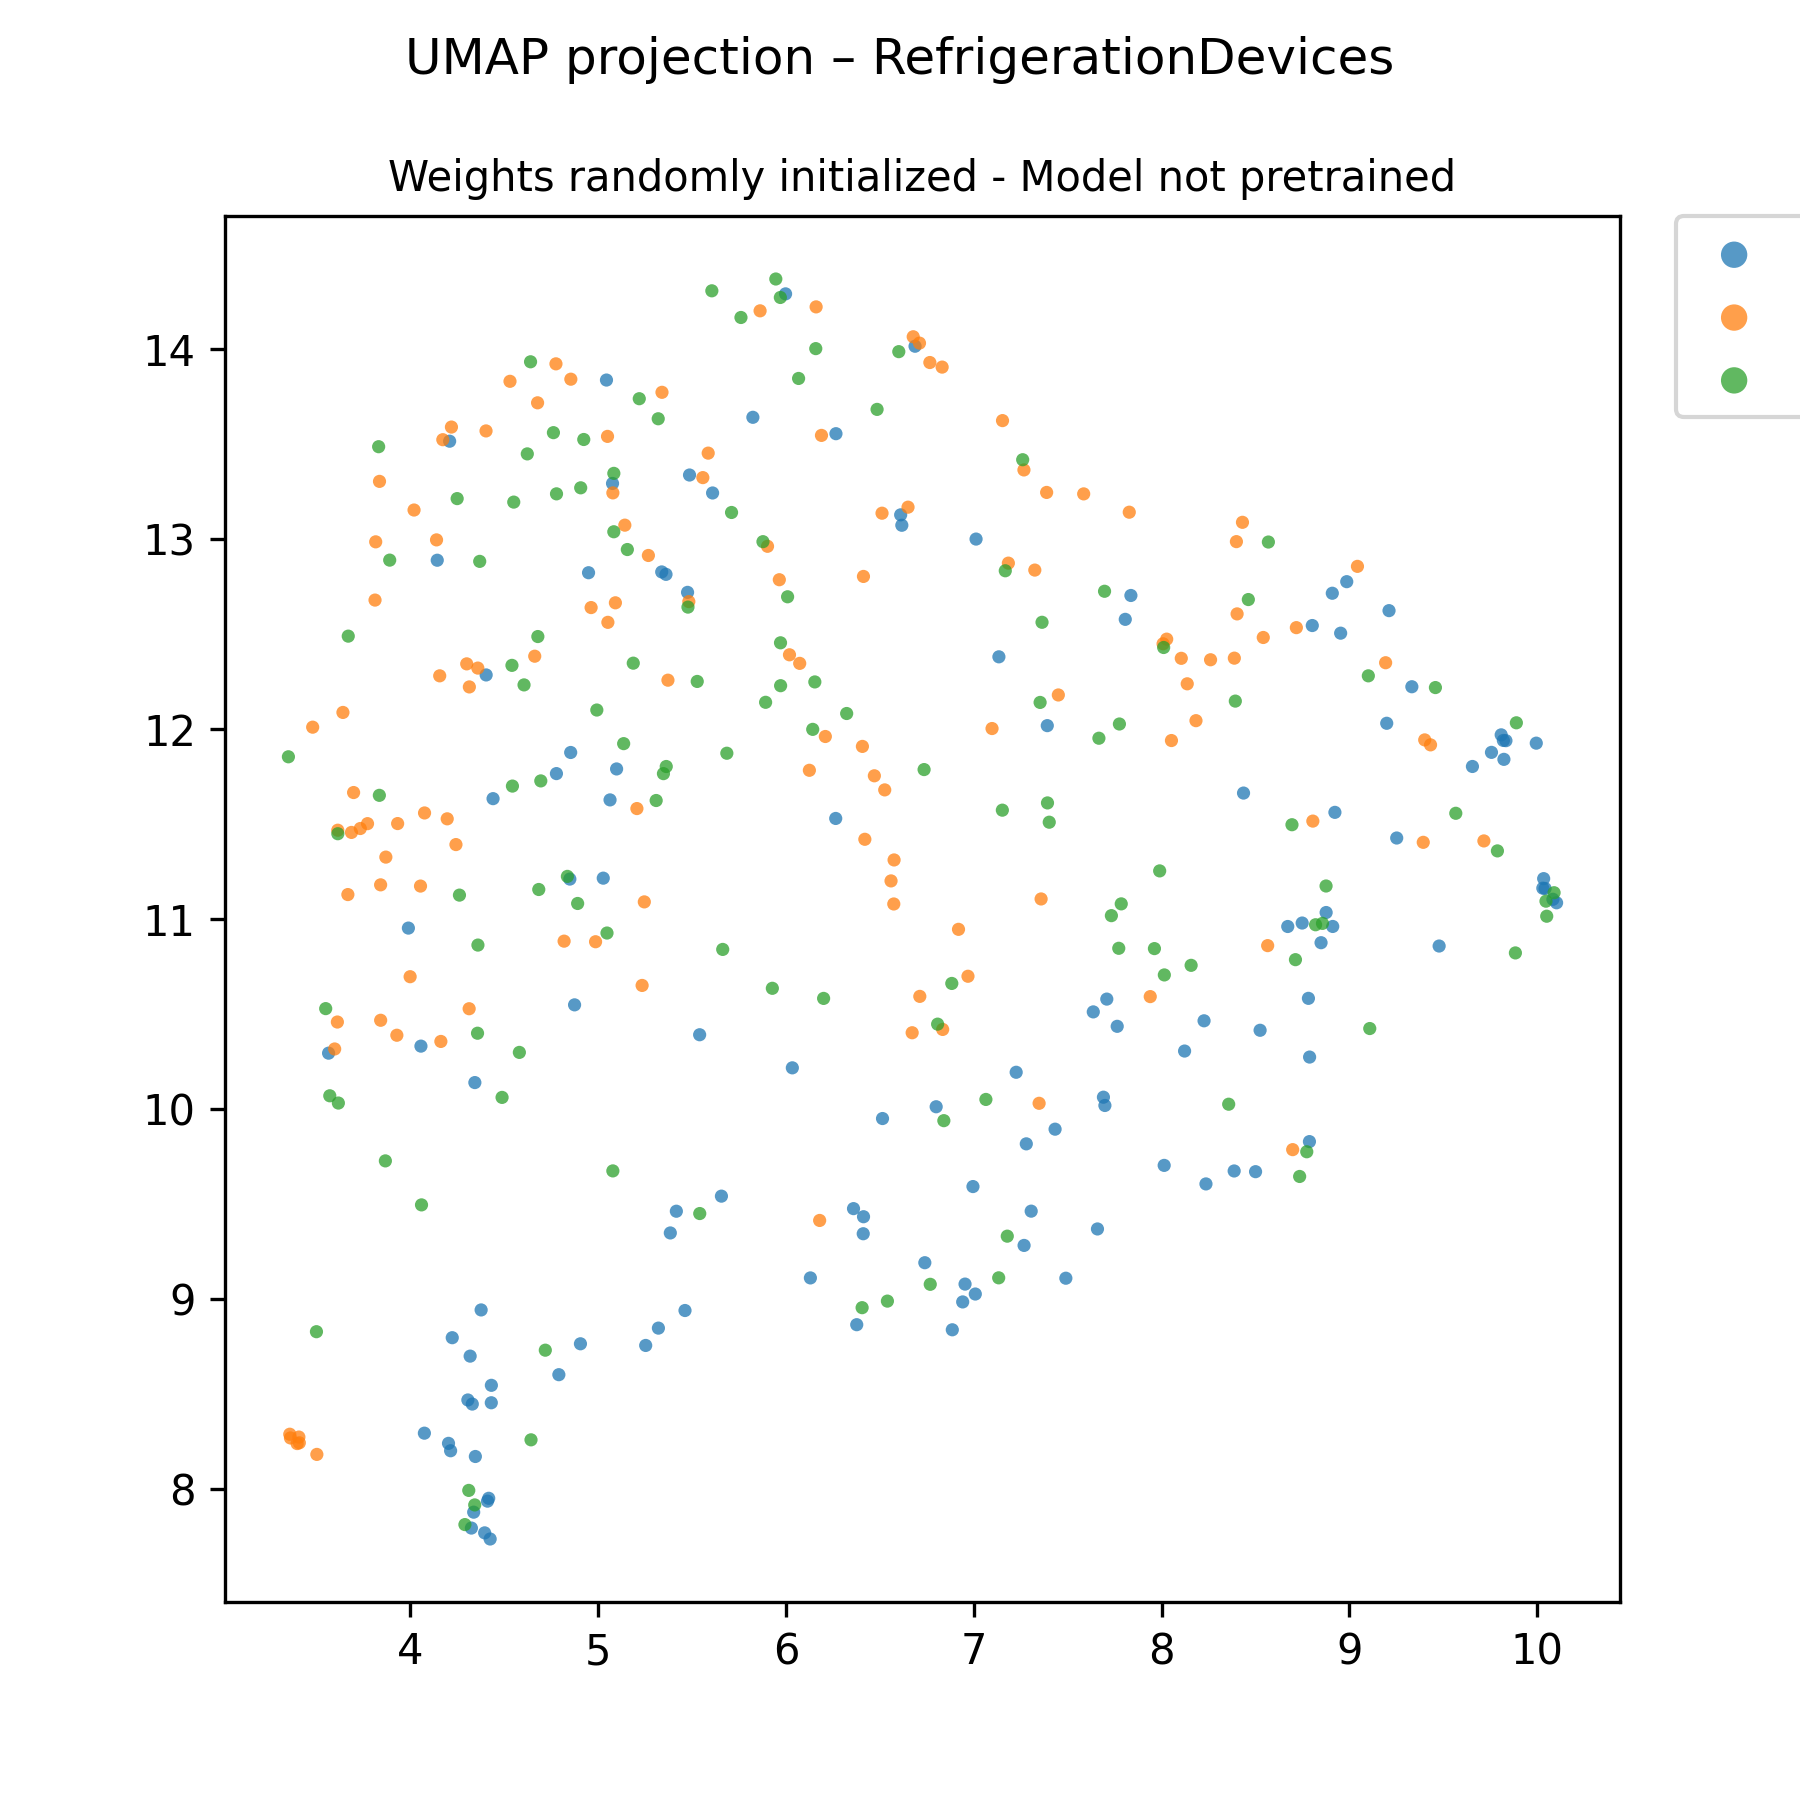 UMAP projection – RefrigerationDevices
Weights randomly initialized - Model not pretrained
14
13
12
11
10
9
8
4 5 6 7 8 9 10